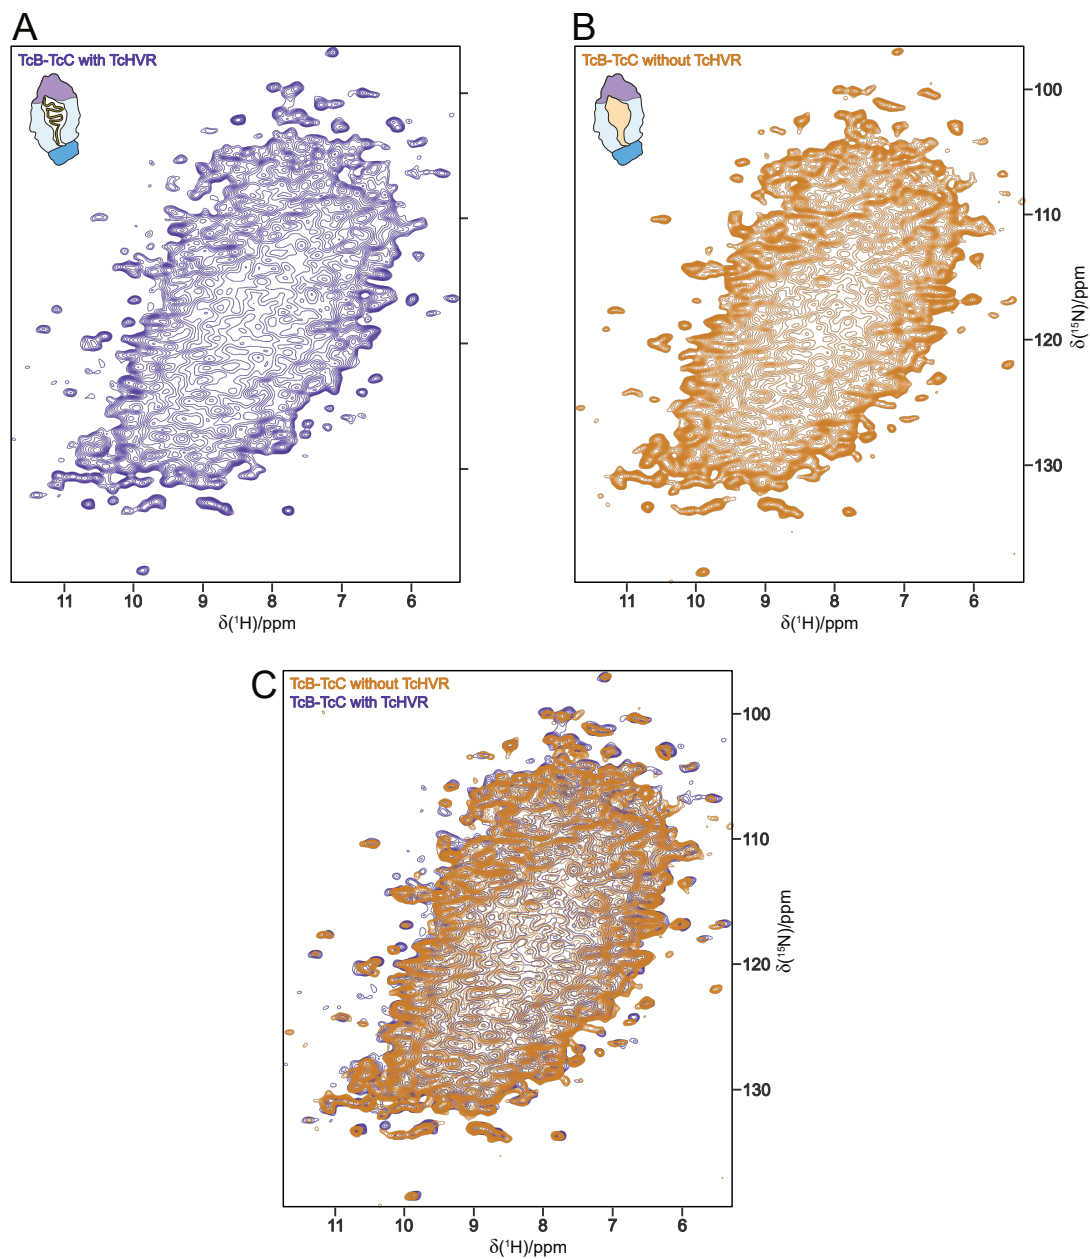 A
TcB-TcC with TcHVR
11 10 9 8 7 6
δ(¹H)/ppm
B
TcB-TcC without TcHVR
100
110
120
130
δ(¹⁵N)/ppm
11 10 9 8 7 6
δ(¹H)/ppm
C
TcB-TcC without TcHVR
TcB-TcC with TcHVR
100
110
120
130
δ(¹⁵N)/ppm
11 10 9 8 7 6
δ(¹H)/ppm